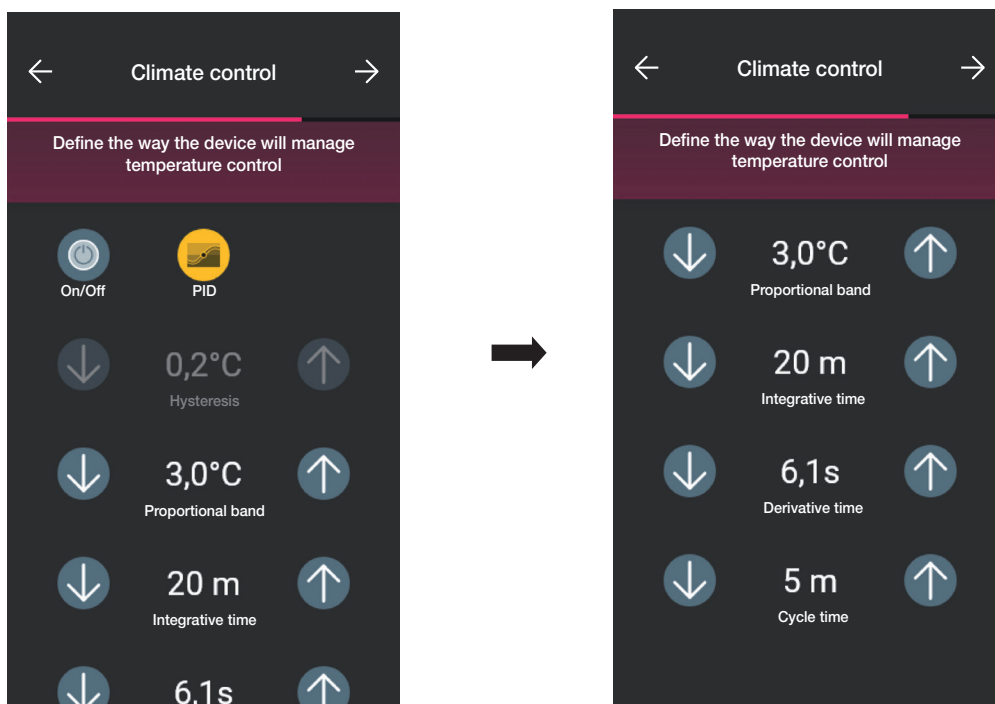 Climate control
Define the way the device will manage
temperature control
On/Off
PID
0,2°C
Hysteresis
3,0°C
Proportional band
20 m
Integrative time
6,1s
Climate control
Define the way the device will manage
temperature control
3,0°C
Proportional band
20 m
Integrative time
6,1s
Derivative time
5 m
Cycle time